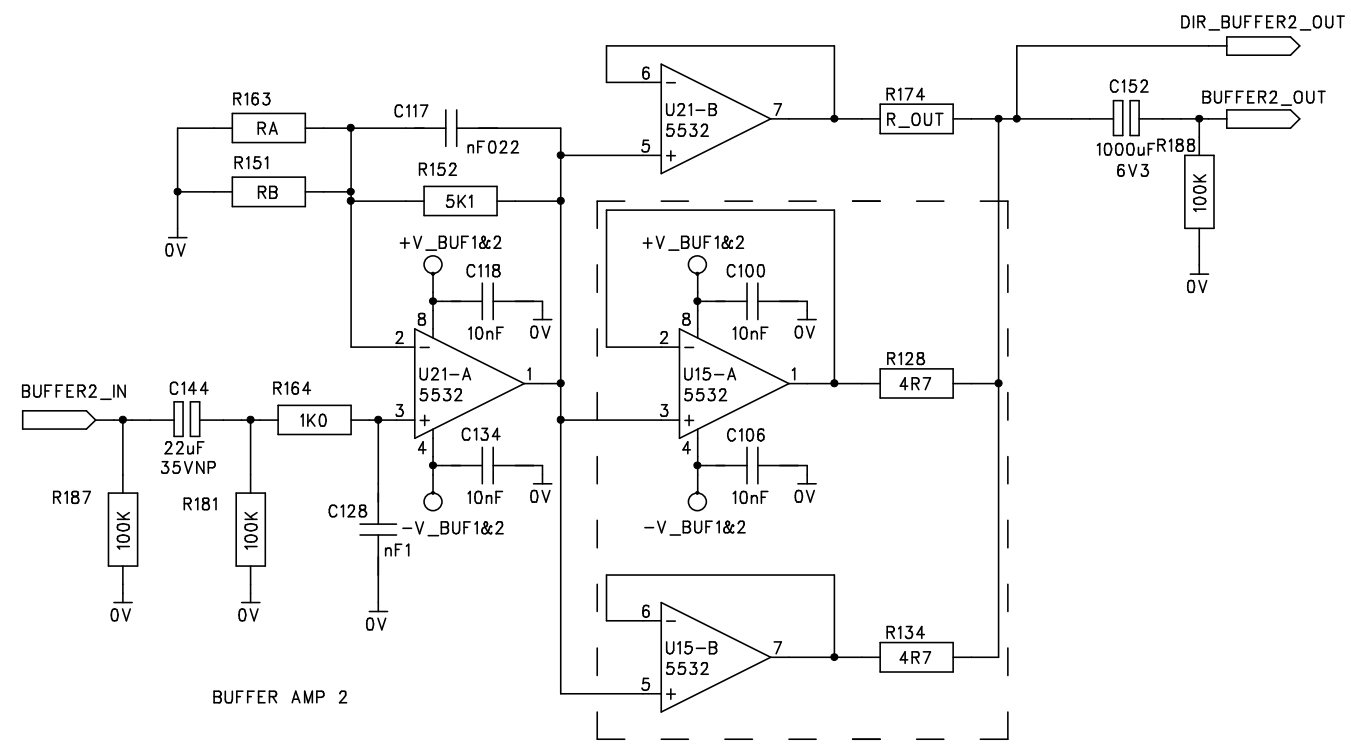 DIR_BUFFER2_OUT
BUFFER2_OUT
C152
1000uF
6V3
R188
100K
0V
R174
R_OUT
U21-B
5532
6
5
7
R163
RA
R151
RB
0V
C117
nF022
R152
5K1
+V_BUF1&2
C118
10nF
0V
8
2
U21-A
5532
1
3
4
C134
10nF
0V
-V_BUF1&2
+V_BUF1&2
C100
10nF
0V
8
2
U15-A
5532
1
3
4
C106
10nF
0V
-V_BUF1&2
R128
4R7
BUFFER2_IN
C144
22uF
35VNP
R164
1K0
R187
100K
0V
R181
100K
0V
C128
nF1
0V
6
U15-B
5532
7
5
R134
4R7
BUFFER AMP 2